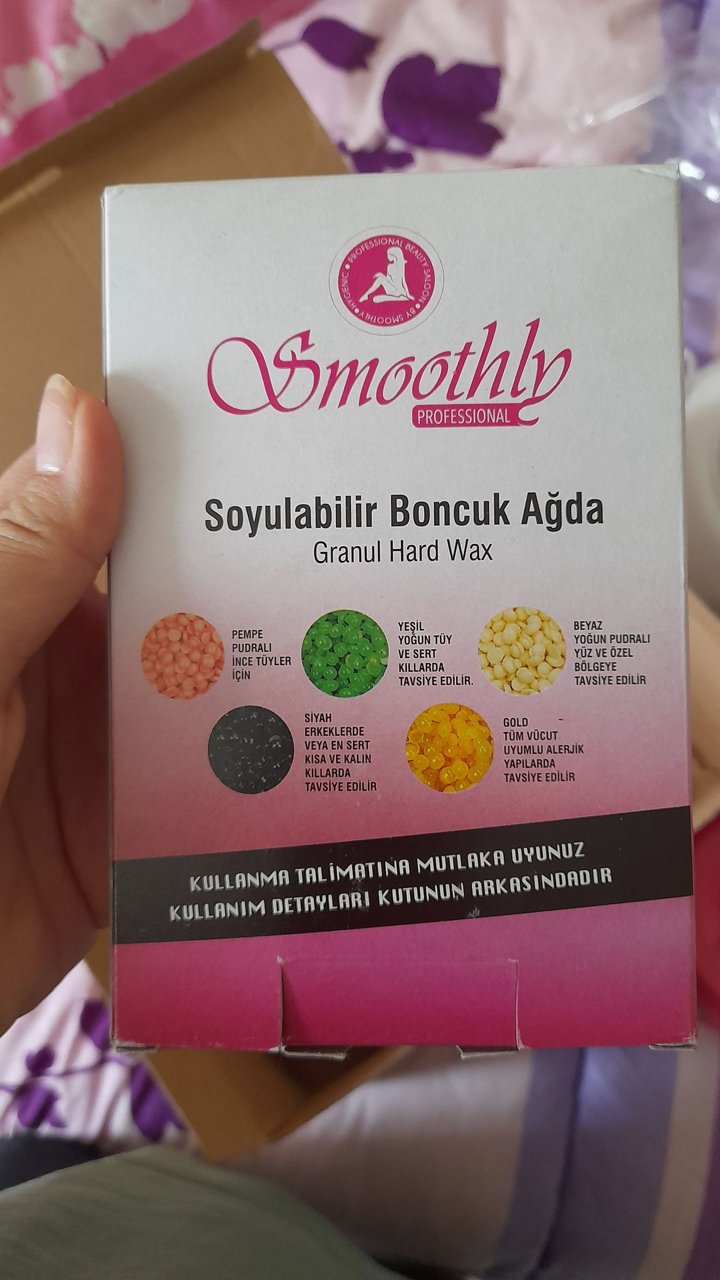 • PROFESSIONAL BEAUTY SALOON • BY SMOOTHLY • HYGENIC
Smoothly
PROFESSIONAL
Soyulabilir Boncuk Ağda
Granul Hard Wax
PEMPE
PUDRALI
İNCE TÜYLER
İÇİN
YEŞİL
YOĞUN TÜY
VE SERT
KILLARDA
TAVSİYE EDİLİR.
BEYAZ
YOĞUN PUDRALI
YÜZ VE ÖZEL
BÖLGEYE
TAVSİYE EDİLİR
SİYAH
ERKEKLERDE
VEYA EN SERT
KISA VE KALIN
KILLARDA
TAVSİYE EDİLİR
GOLD -
TÜM VÜCUT
UYUMLU ALERJİK
YAPILARDA
TAVSİYE EDİLİR
KULLANMA TALİMATINA MUTLAKA UYUNUZ
KULLANIM DETAYLARI KUTUNUN ARKASINDADIR